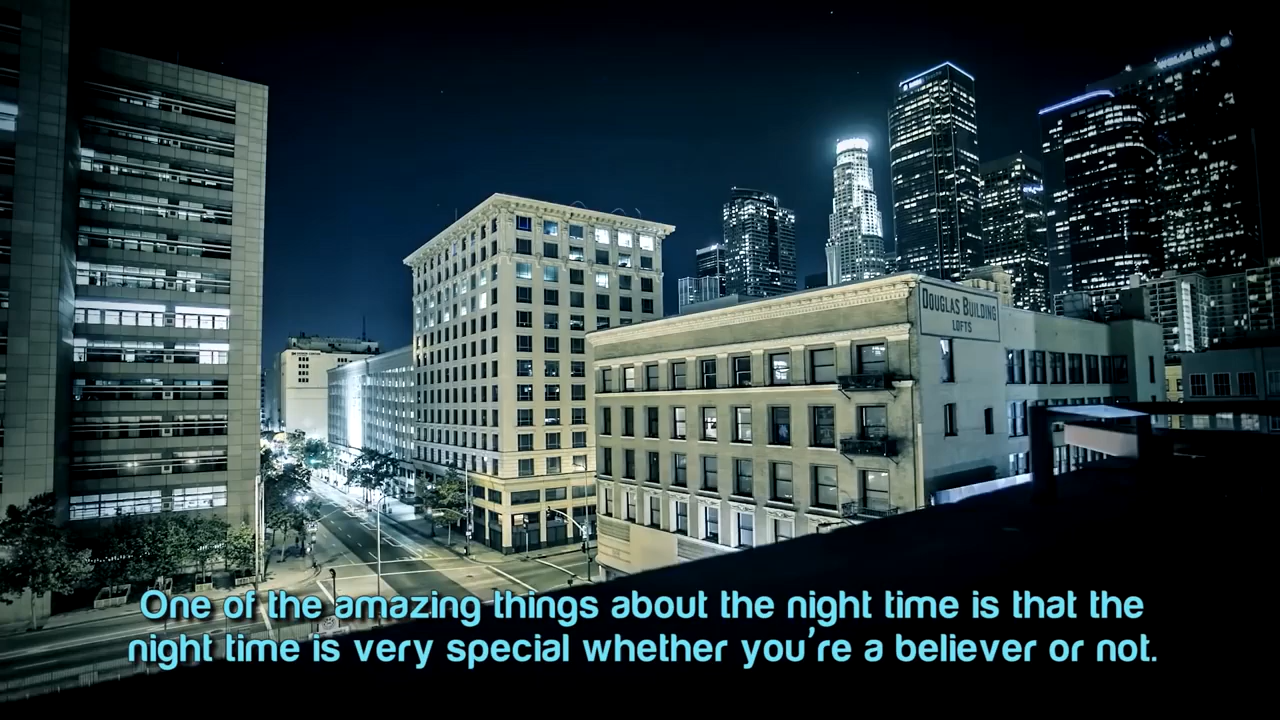 DOUGLAS BUILDING
LOFTS
One of the amazing things about the night time is that the
night time is very special whether you're a believer or not.